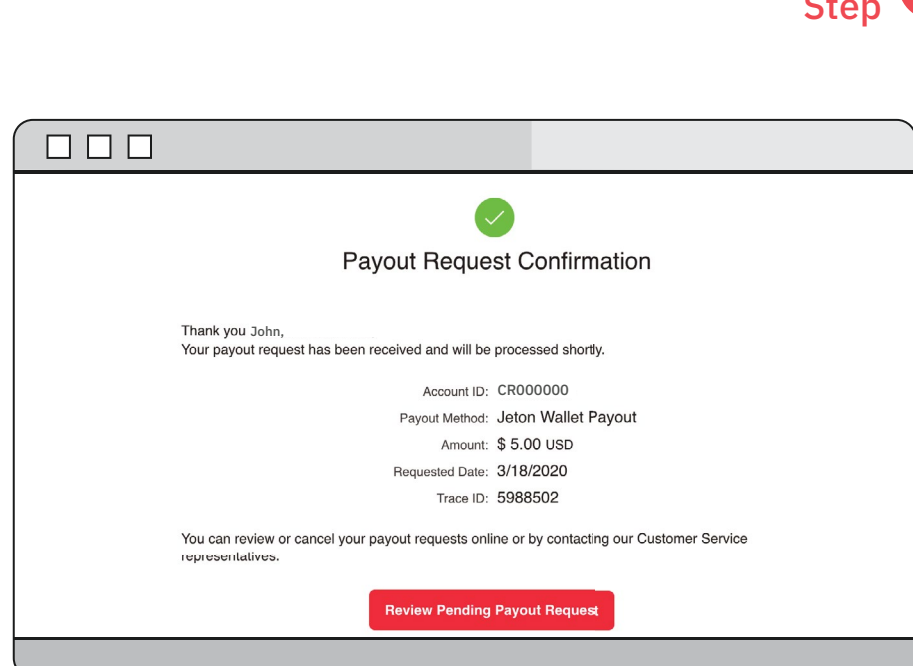 Step
Payout Request Confirmation
Thank you John,
Your payout request has been received and will be processed shortly.
Account ID: CR000000
Payout Method: Jeton Wallet Payout
Amount: $ 5.00 USD
Requested Date: 3/18/2020
Trace ID: 5988502
You can review or cancel your payout requests online or by contacting our Customer Service
representatives.
Review Pending Payout Request